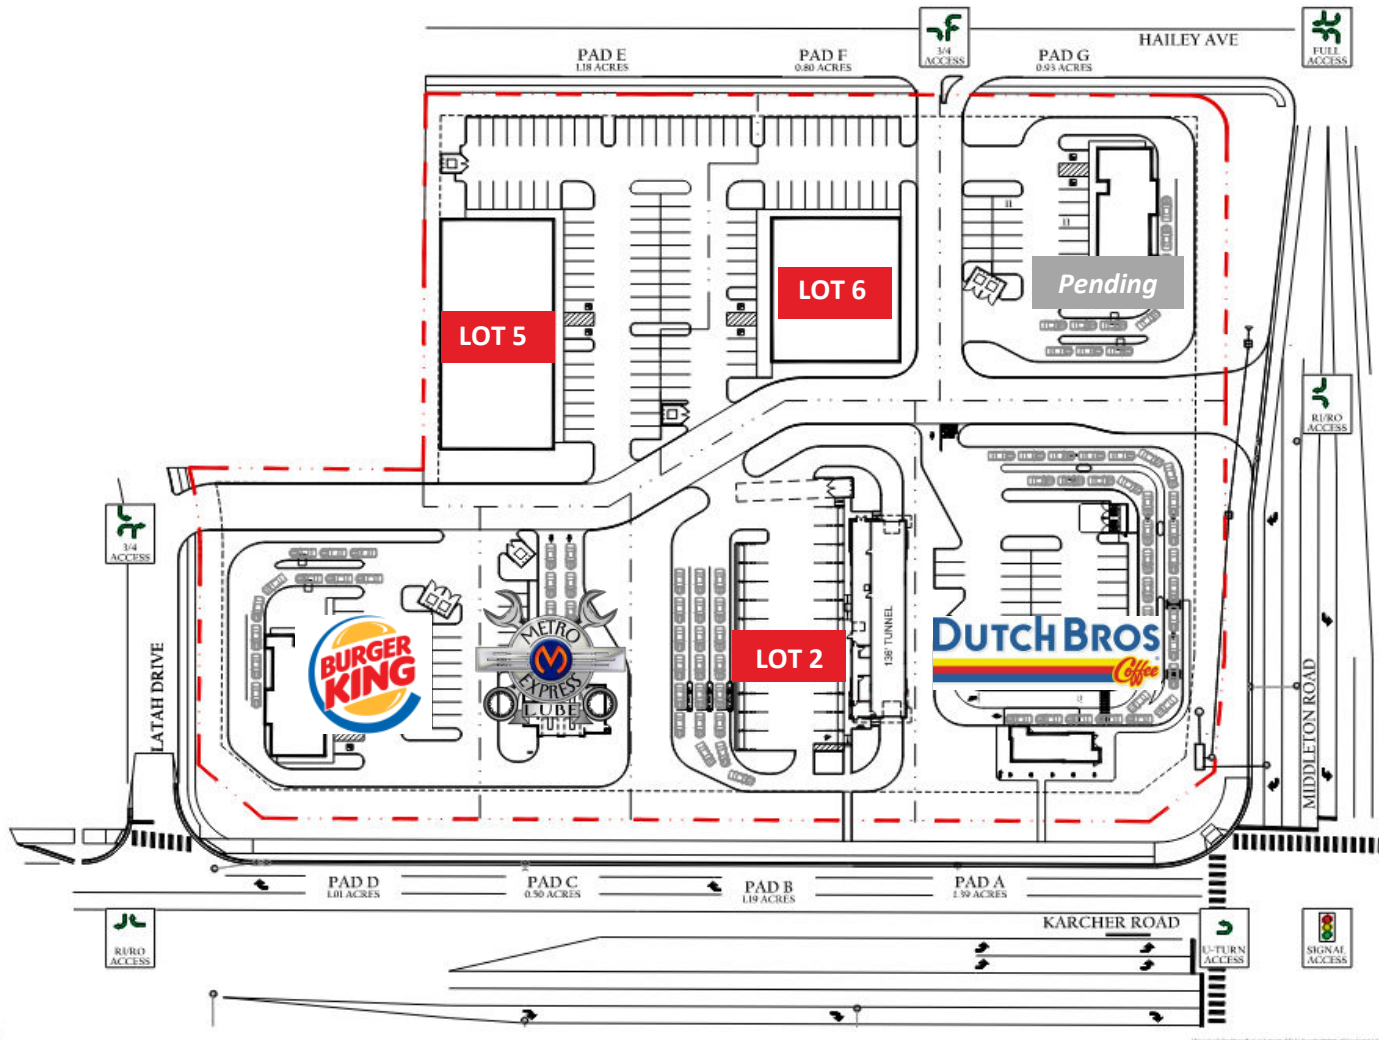 HAILEY AVE
3/4
ACCESS
FULL
ACCESS
PAD E
1.18 ACRES
PAD F
0.80 ACRES
PAD G
0.93 ACRES
LOT 5
LOT 6
Pending
RI/RO
ACCESS
3/4
ACCESS
LATAH DRIVE
BURGER
KING
METRO
M
EXPRESS
LUBE
LOT 2
136' TUNNEL
DUTCH BROS
Coffee
MIDDLETON ROAD
PAD D
1.01 ACRES
PAD C
0.50 ACRES
PAD B
1.19 ACRES
PAD A
1.39 ACRES
KARCHER ROAD
RI/RO
ACCESS
U-TURN
ACCESS
SIGNAL
ACCESS